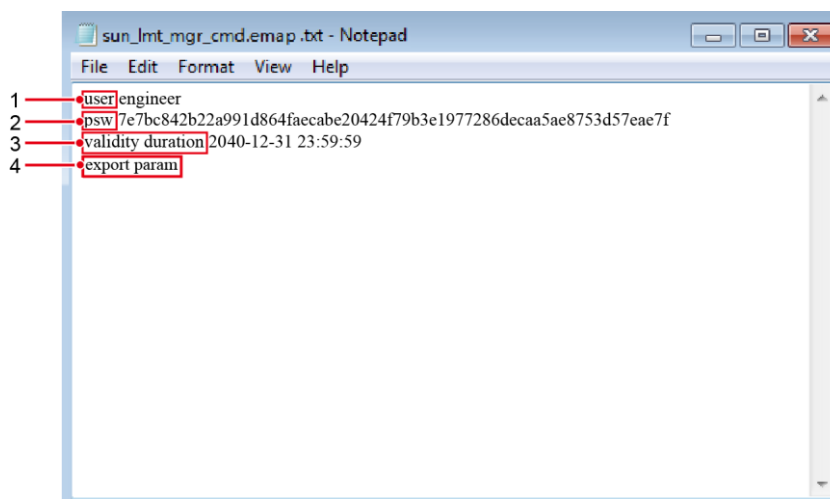 sun_lmt_mgr_cmd.emap .txt - Notepad
File Edit Format View Help
1 user engineer
2 psw 7e7bc842b22a991d864faecabe20424f79b3e1977286decaa5ae8753d57eae7f
3 validity duration 2040-12-31 23:59:59
4 export param